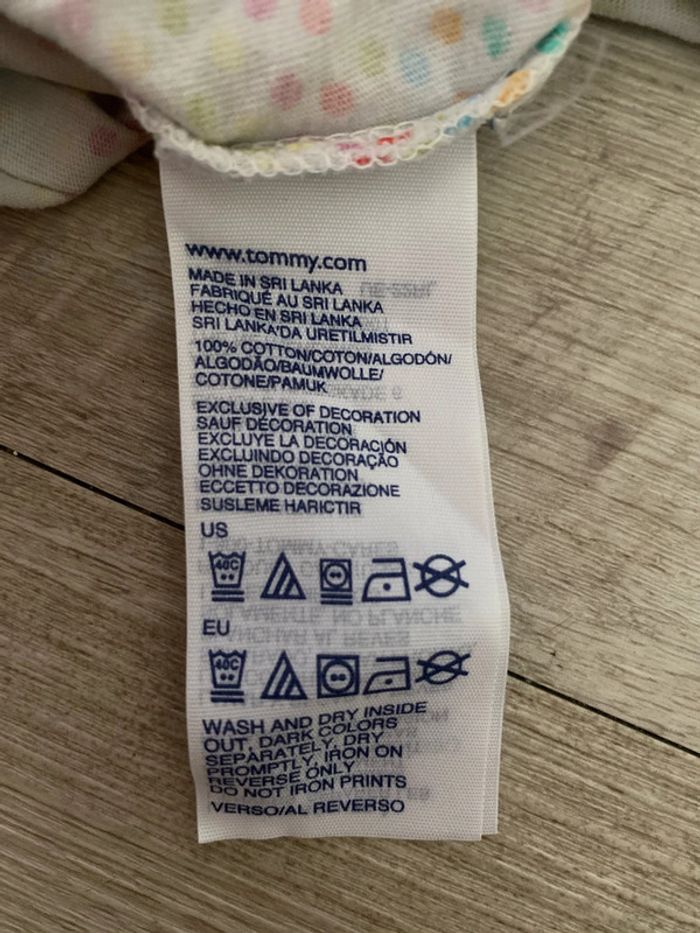 www.tommy.com
MADE IN SRI LANKA
FABRIQUÉ AU SRI LANKA
HECHO EN SRI LANKA
SRI LANKA'DA URETILMISTIR
100% COTTON/COTON/ALGODÓN/
ALGODÃO/BAUMWOLLE/
COTONE/PAMUK
EXCLUSIVE OF DECORATION
SAUF DÉCORATION
EXCLUYE LA DECORACIÓN
EXCLUINDO DECORAÇÃO
OHNE DEKORATION
ECCETTO DECORAZIONE
SUSLEME HARICTIR
US
40C
EU
40C
WASH AND DRY INSIDE
OUT, DARK COLORS
SEPARATELY, DRY
PROMPTLY, IRON ON
REVERSE ONLY
DO NOT IRON PRINTS
VERSO/AL REVERSO